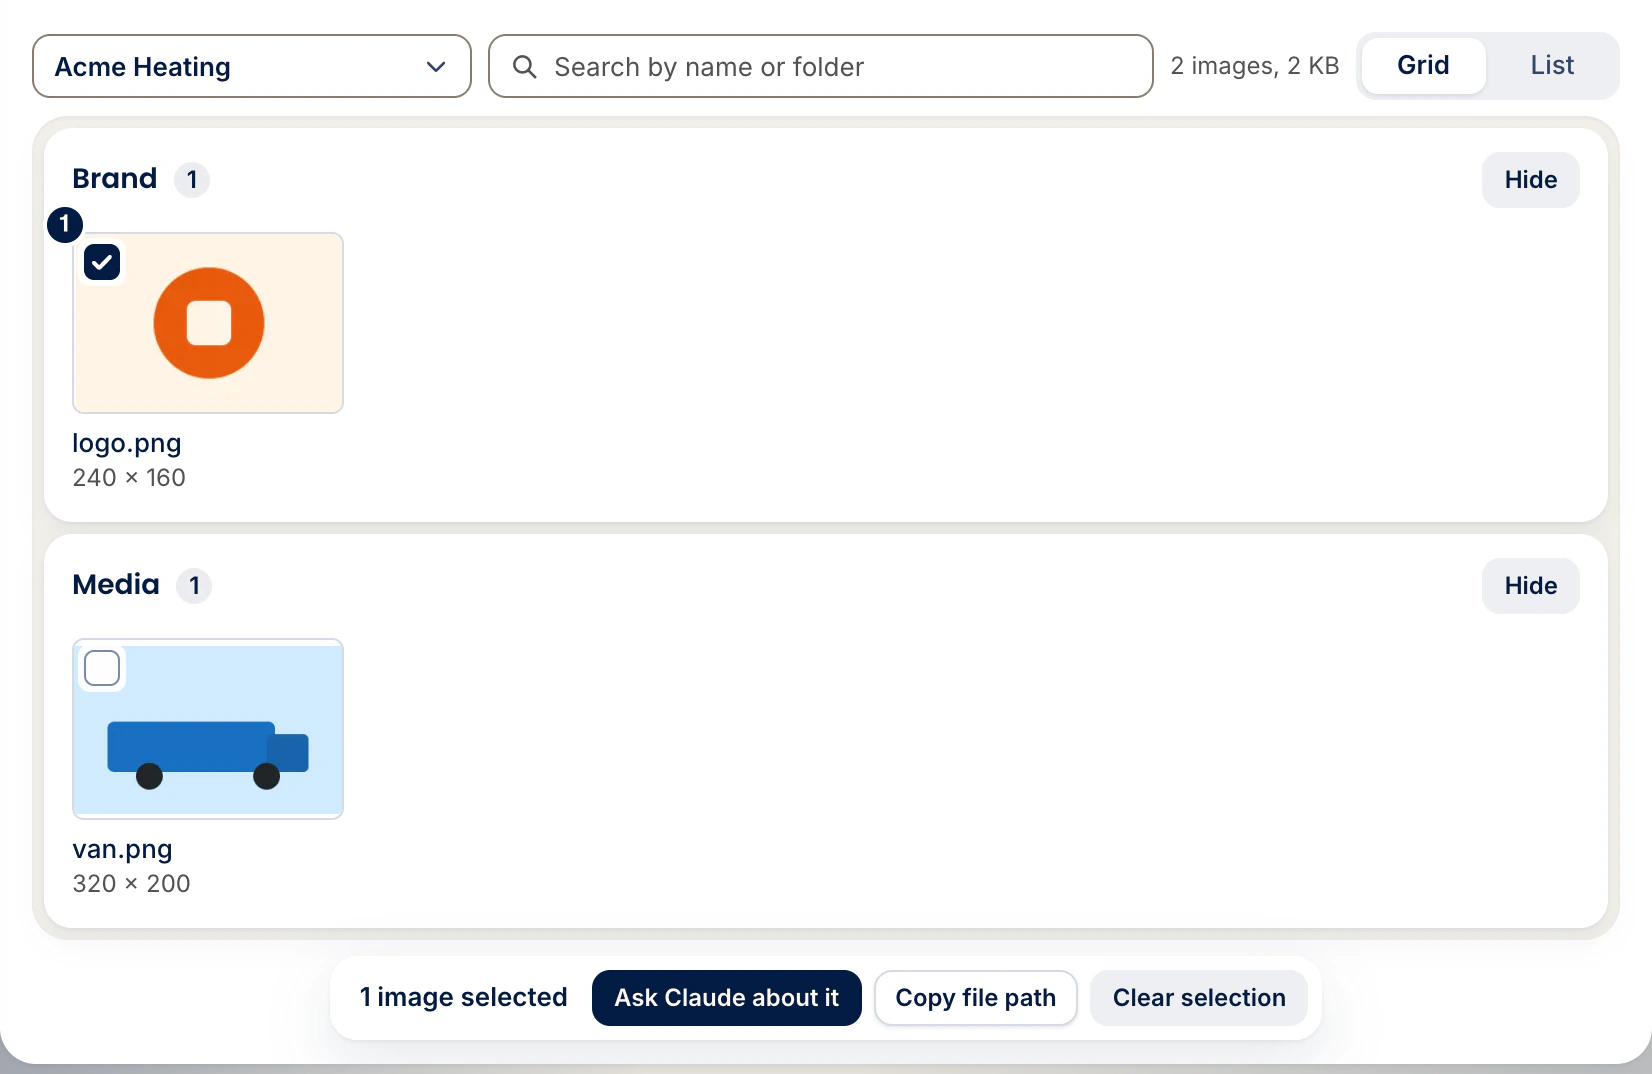 Acme Heating
Search by name or folder
2 images, 2 KB
Grid
List
Brand
1
Hide
1
logo.png
240 × 160
Media
1
Hide
van.png
320 × 200
1 image selected
Ask Claude about it
Copy file path
Clear selection